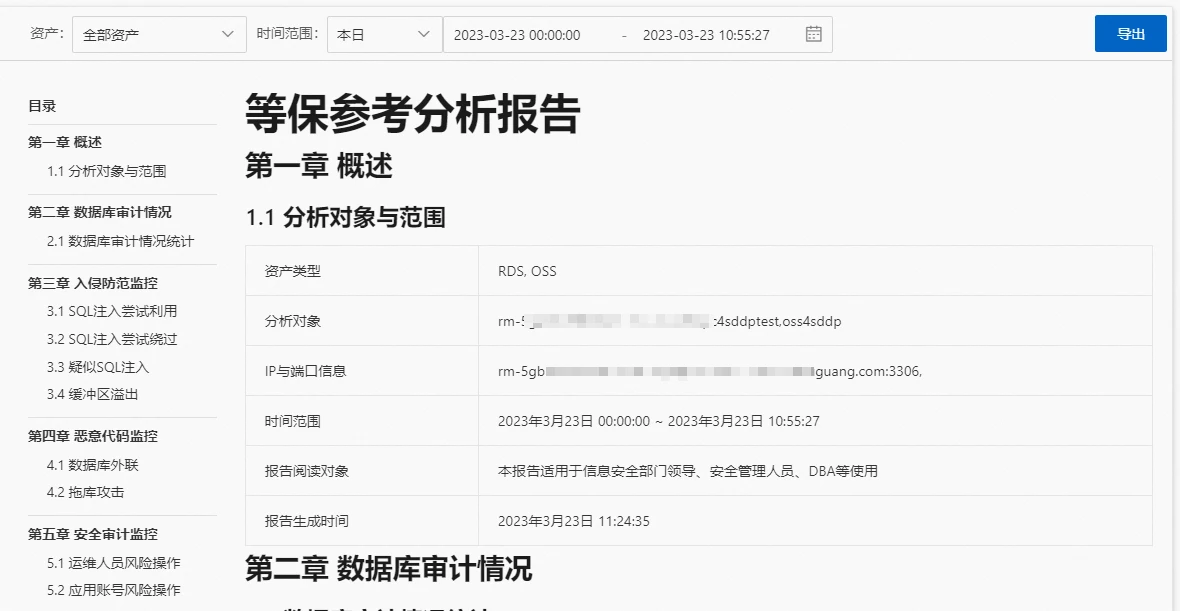 资产： 全部资产 时间范围： 本日 2023-03-23 00:00:00 - 2023-03-23 10:55:27 导出
目录
第一章 概述
1.1 分析对象与范围
第二章 数据库审计情况
2.1 数据库审计情况统计
第三章 入侵防范监控
3.1 SQL注入尝试利用
3.2 SQL注入尝试绕过
3.3 疑似SQL注入
3.4 缓冲区溢出
第四章 恶意代码监控
4.1 数据库外联
4.2 拖库攻击
第五章 安全审计监控
5.1 运维人员风险操作
5.2 应用账号风险操作
等保参考分析报告
第一章 概述
1.1 分析对象与范围
资产类型 RDS, OSS
分析对象 rm- c4sddptest,oss4sddp
IP与端口信息 rm-5gb guang.com:3306,
时间范围 2023年3月23日 00:00:00 ~ 2023年3月23日 10:55:27
报告阅读对象 本报告适用于信息安全部门领导、安全管理人员、DBA等使用
报告生成时间 2023年3月23日 11:24:35
第二章 数据库审计情况